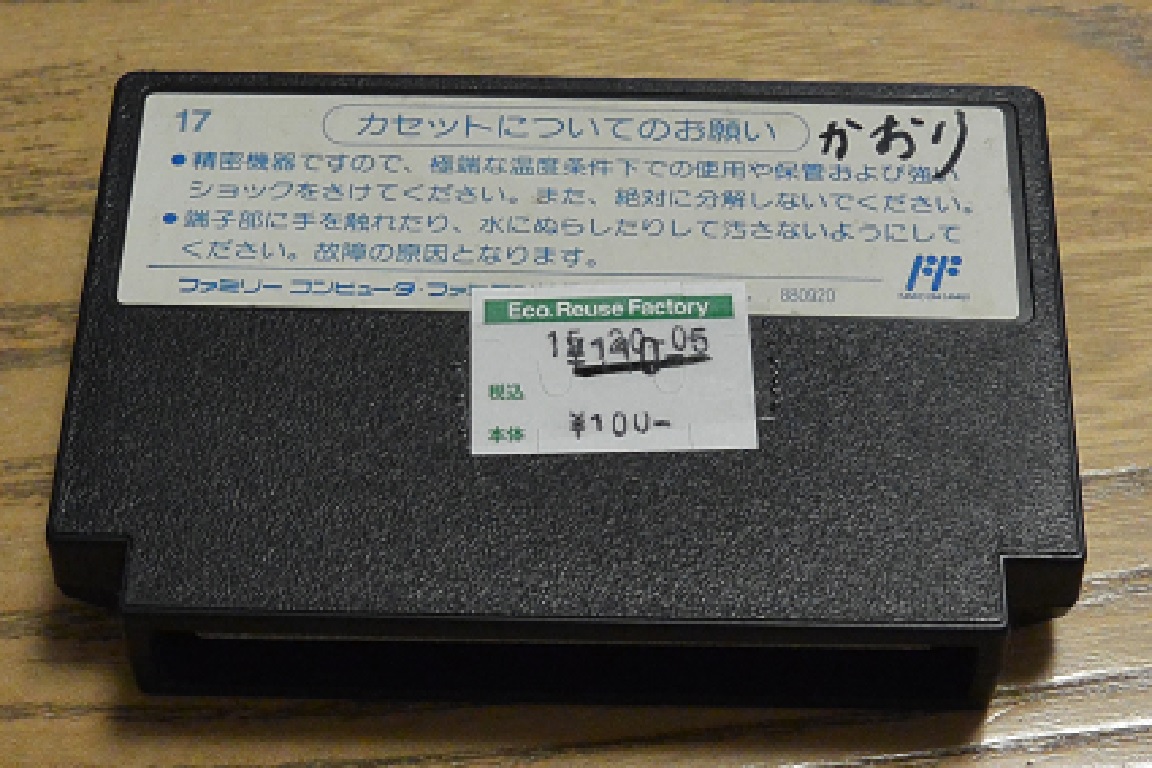 17
カセットについてのお願い
かおり
●精密機器ですので、極端な温度条件下での使用や保管および強い
ショックをさけてください。また、絶対に分解しないでください。
●端子部に手を触れたり、水にぬらしたりして汚さないようにして
ください。故障の原因となります。
ファミリー コンピュータ・ファ
880920
Eco.Reuse Factory
¥190
税込
本体 ¥100-